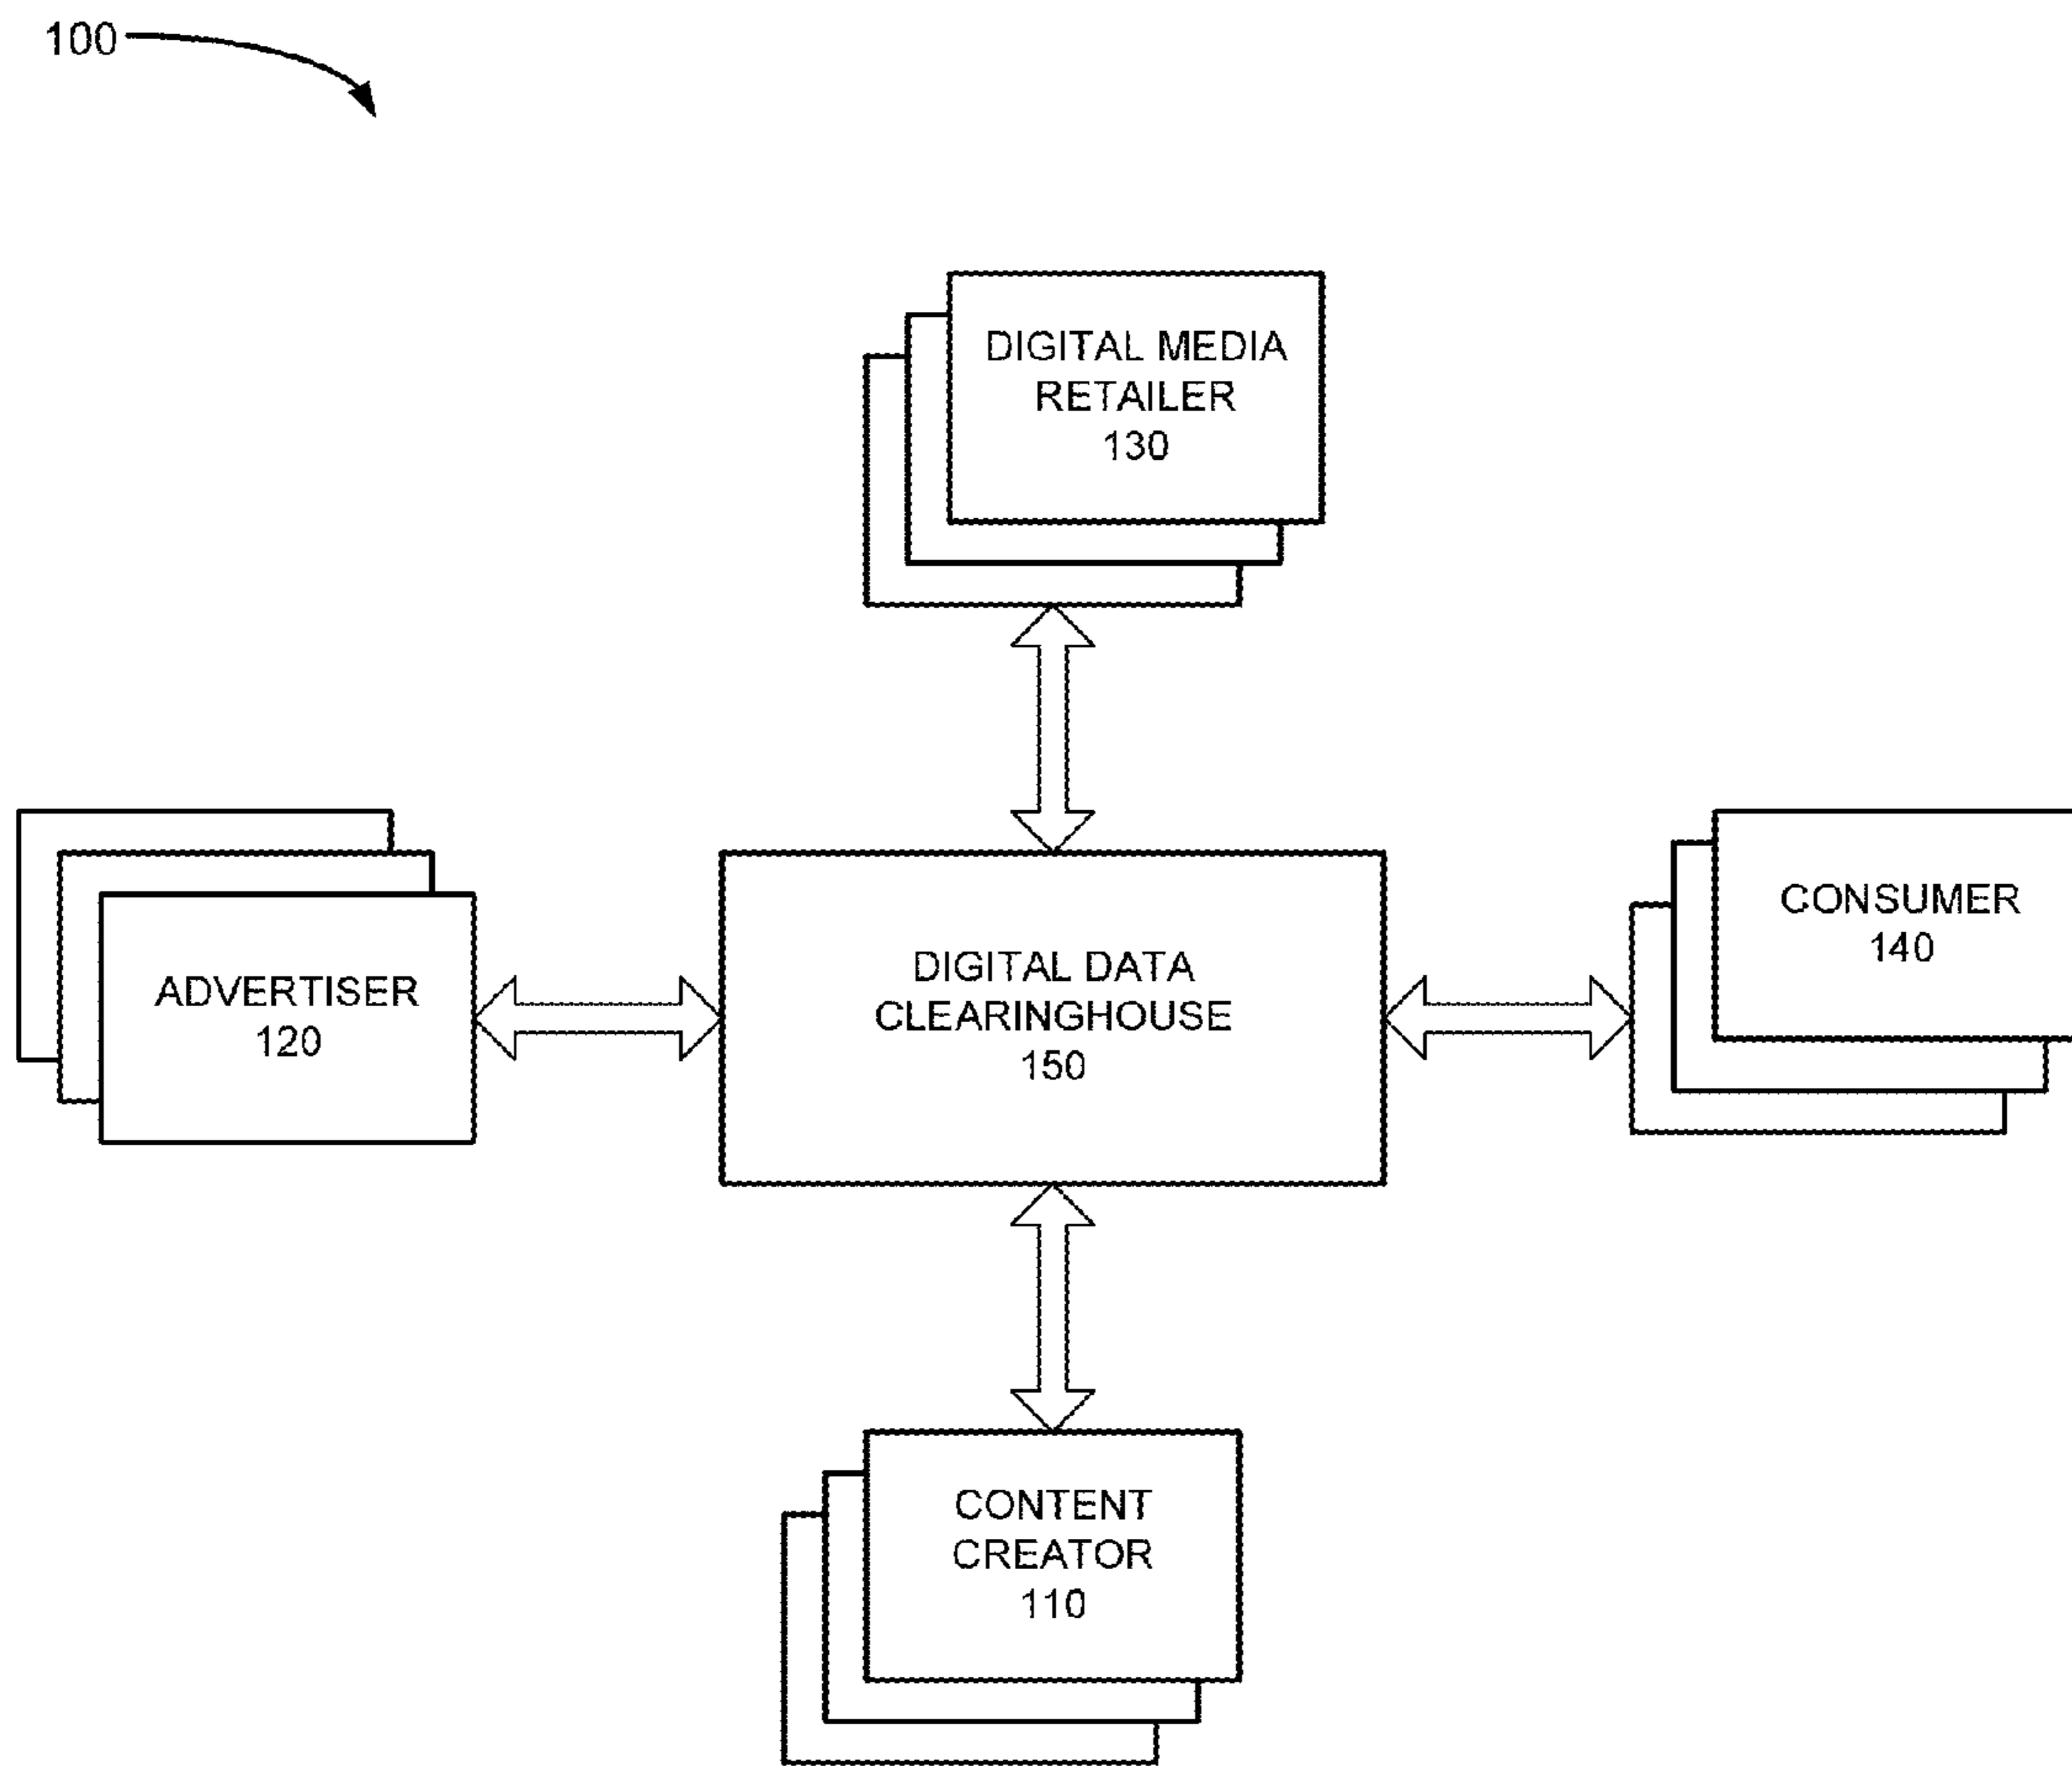 100
DIGITAL MEDIA
RETAILER
130
ADVERTISER
120
DIGITAL DATA
CLEARINGHOUSE
150
CONSUMER
140
CONTENT
CREATOR
110